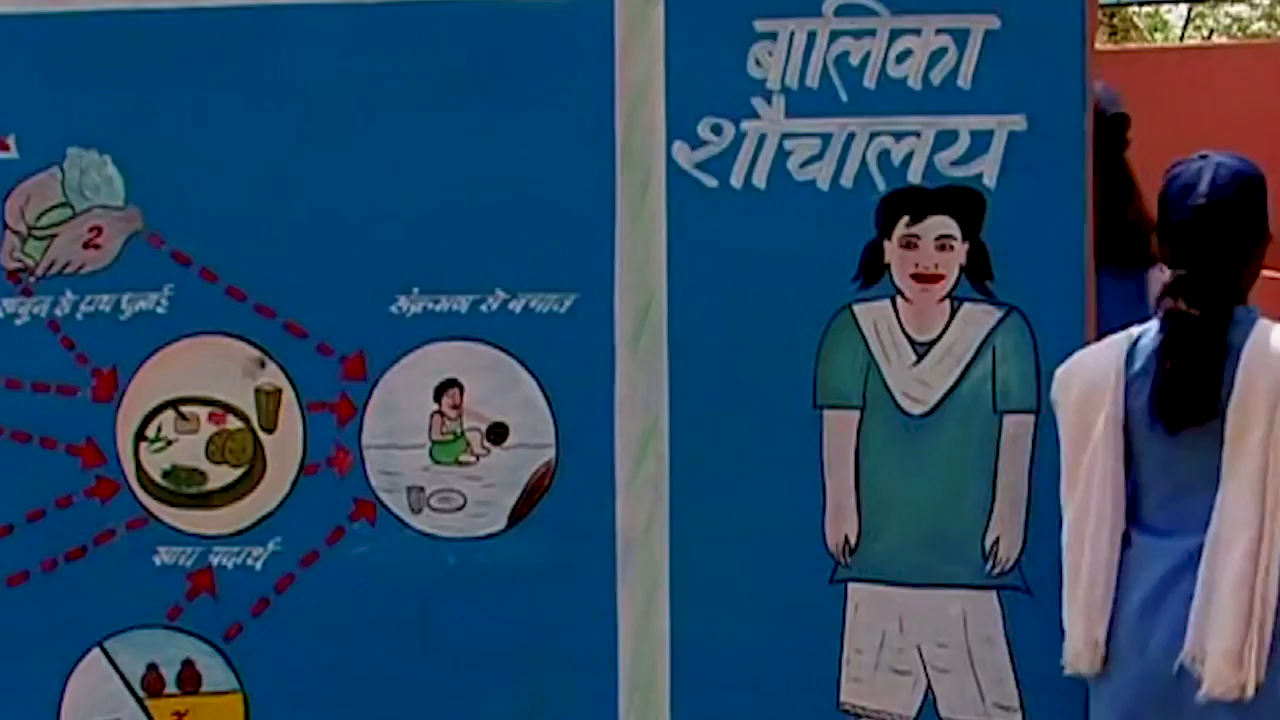 बालिका
शौचालय
2
साबुन से हाथ धुलाई
संक्रमण से बचाव
खाद्य पदार्थ